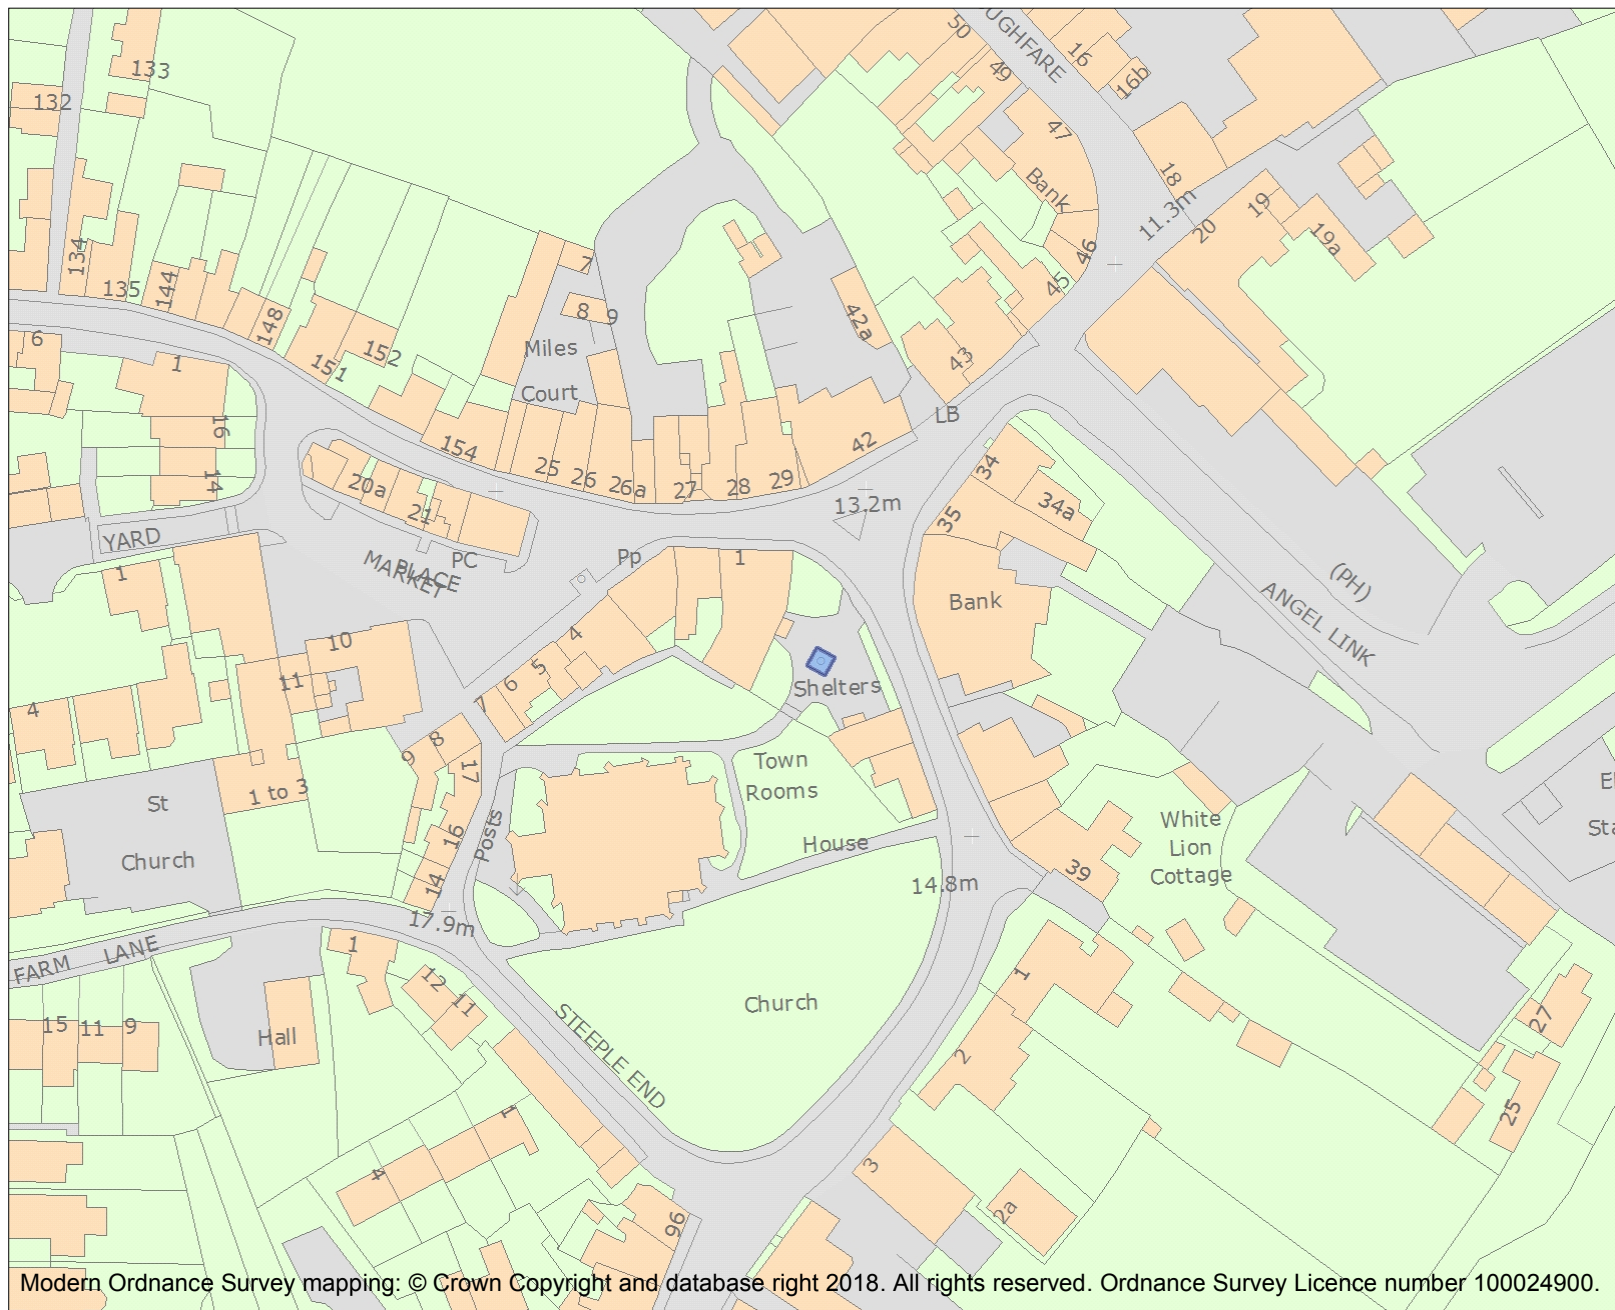 50
UGHFARE
16
49
16b
133
132
47
Bank
18
11.3m
19
20
19a
46
45
134
135
144
148
7
8
9
42a
6
1
151
152
Miles
Court
43
LB
16
14
154
25
26
26a
27
28
29
42
20a
21
13.2m
34
34a
35
YARD
PC
MARKET
PLACE
Pp
1
1
Bank
(PH)
ANGEL LINK
10
11
4
5
6
7
4
Shelters
8
9
17
Town
Rooms
1 to 3
St
Church
16
Posts
14
House
White
Lion
Cottage
39
14.8m
17.9m
FARM
LANE
1
12
11
1
15
11
9
Hall
STEEPLE END
Church
27
2
25
1
4
3
2a
96
El
Sta
Modern Ordnance Survey mapping: © Crown Copyright and database right 2018. All rights reserved. Ordnance Survey Licence number 100024900.